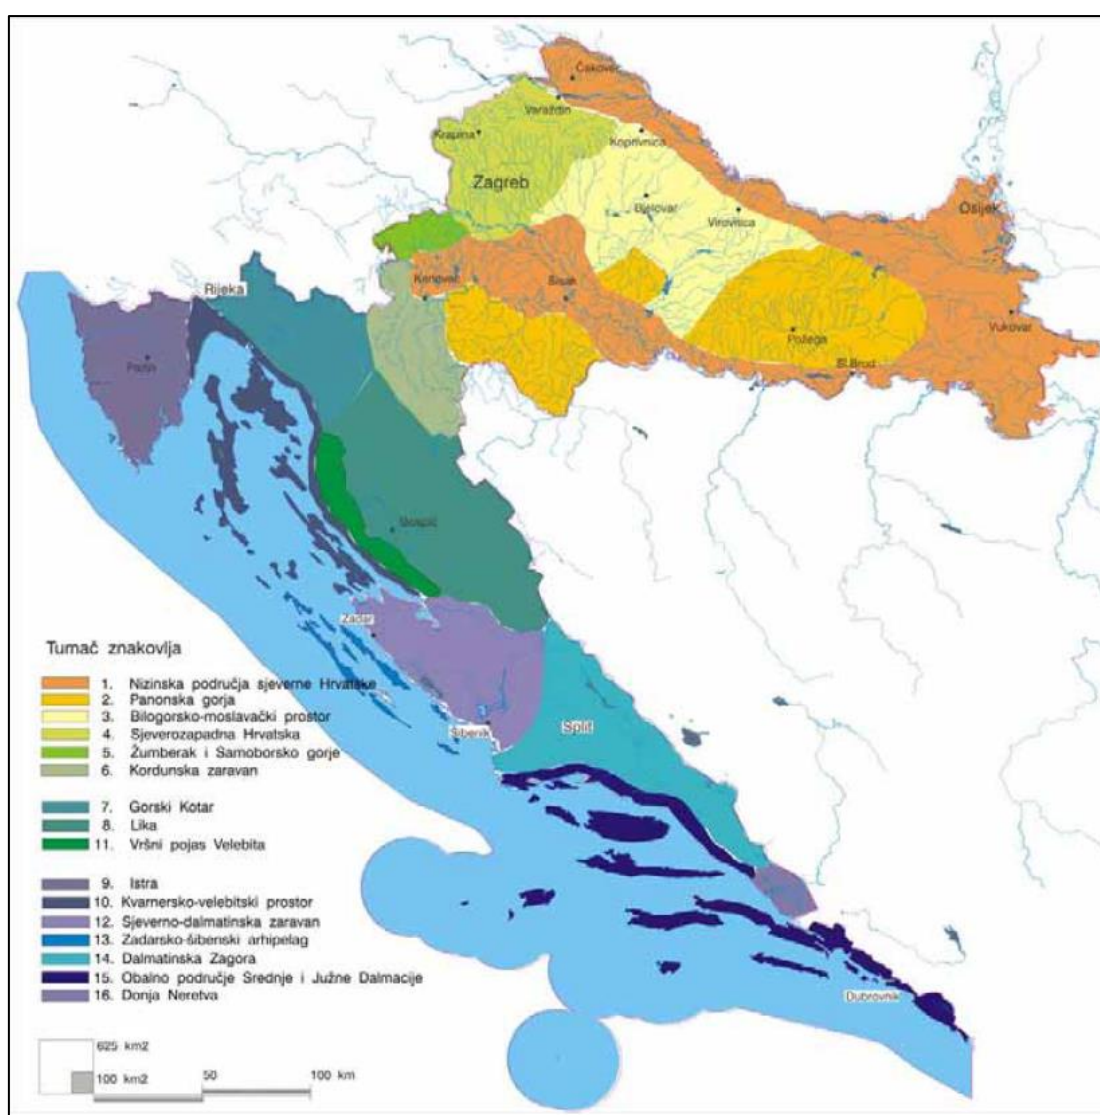 Čakovec
Varaždin
Krapina
Koprivnica
Zagreb
Bjelovar
Virovitica
Osijek
Karlovac
Sisak
Rijeka
Požega
Vukovar
Sl.Brod
Pazin
Gospić
Zadar
Šibenik
Split
Dubrovnik
Tumač znakovlja
1. Nizinska područja sjeverne Hrvatske
2. Panonska gorja
3. Bilogorsko-moslavački prostor
4. Sjeverozapadna Hrvatska
5. Žumberak i Samoborsko gorje
6. Kordunska zaravan
7. Gorski Kotar
8. Lika
11. Vršni pojas Velebita
9. Istra
10. Kvarnersko-velebitski prostor
12. Sjeverno-dalmatinska zaravan
13. Zadarsko-šibenski arhipelag
14. Dalmatinska Zagora
15. Obalno područje Srednje i Južne Dalmacije
16. Donja Neretva
625 km2
100 km2
50
100 km